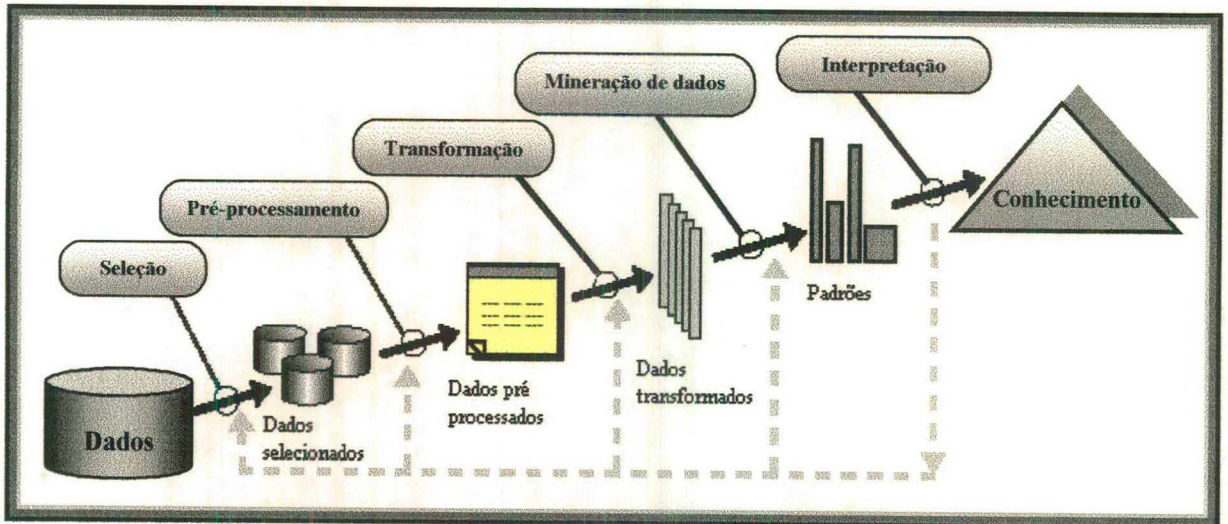 Mineração de dados
Interpretação
Transformação
Conhecimento
Pré-processamento
Seleção
Padrões
Dados
transformados
Dados pré
processados
Dados
selecionados
Dados